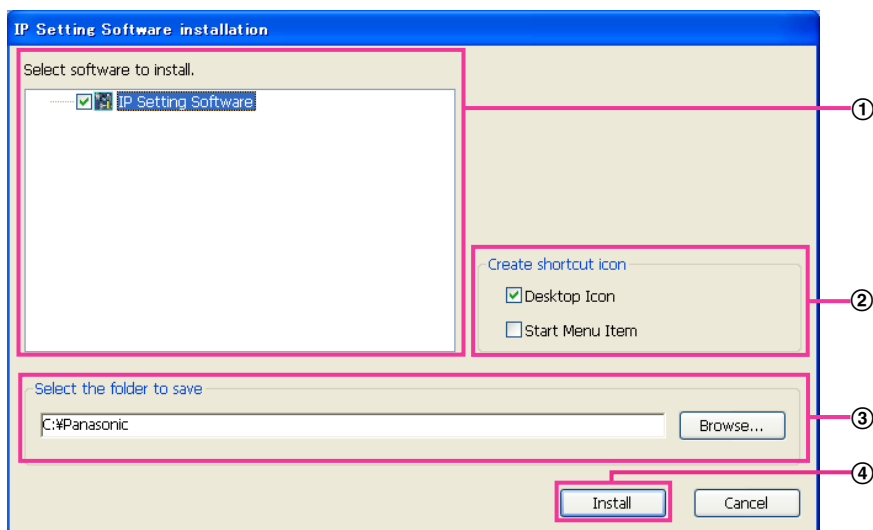 IP Setting Software installation
Select software to install.
IP Setting Software
①
Create shortcut icon
Desktop Icon
②
Start Menu Item
Select the folder to save
C:¥Panasonic
Browse...
③
④
Install
Cancel